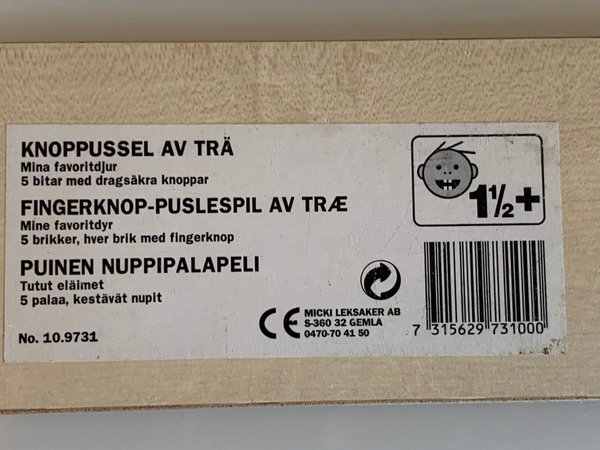 KNOPPUSSEL AV TRÄ
Mina favoritdjur
5 bitar med dragsäkra knoppar
FINGERKNOP-PUSLESPIL AV TRÆ
Mine favoritdyr
5 brikker, hver brik med fingerknop
PUINEN NUPPIPALAPELI
Tutut eläimet
5 palaa, kestävät nupit
No. 10.9731
1½+
CE
MICKI LEKSAKER AB
S-360 32 GEMLA
0470-70 41 50
7 315629 731000